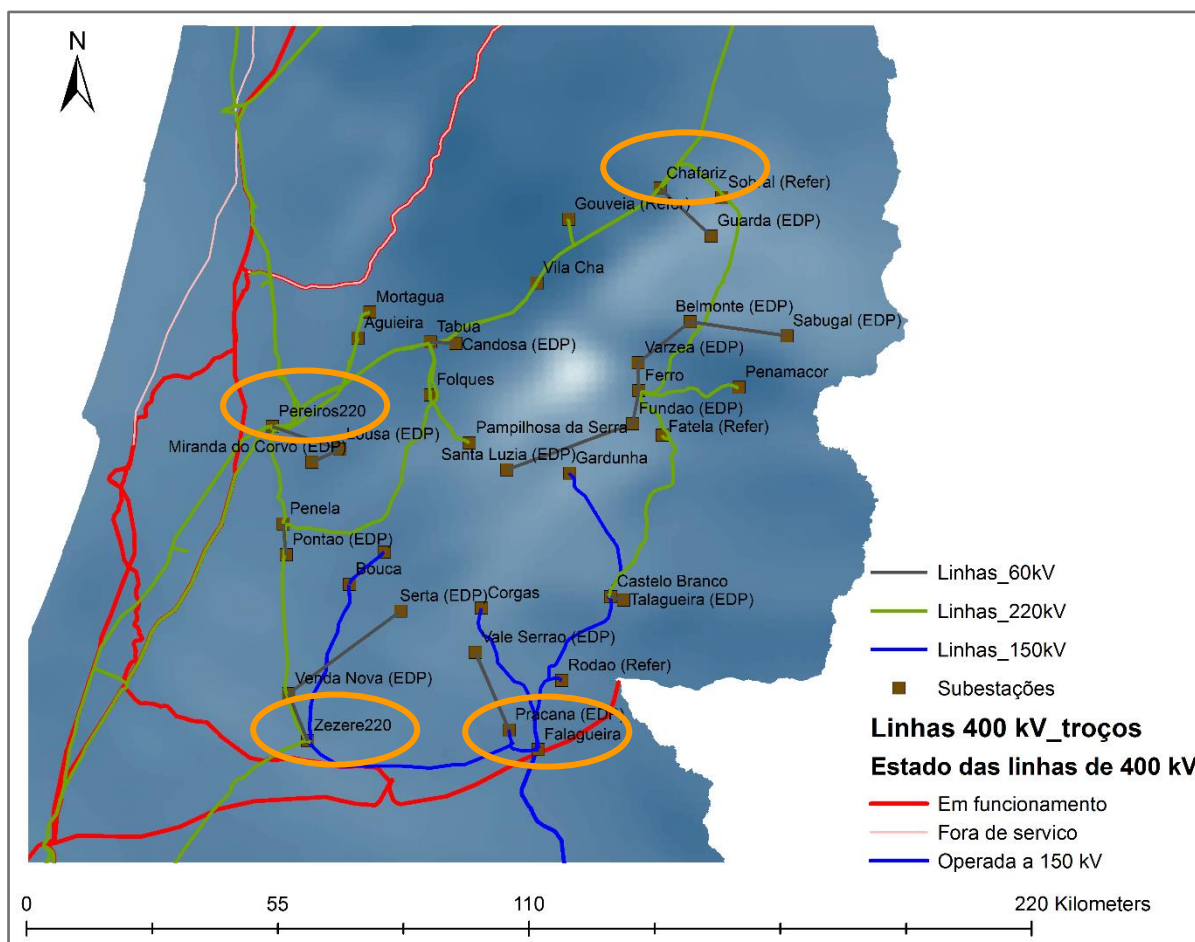 N
Chafariz
Sobral (Refer)
Gouveia (Refer)
Guarda (EDP)
Vila Cha
Mortagua
Belmonte (EDP)
Sabugal (EDP)
Aguieira
Tabua
Candosa (EDP)
Varzea (EDP)
Ferro
Penamacor
Folques
Pereiros220
Fundao (EDP)
Lousa (EDP)
Pampilhosa da Serra
Fatela (Refer)
Miranda do Corvo (EDP)
Santa Luzia (EDP)
Gardunha
Penela
Pontao (EDP)
Bouca
Castelo Branco
Talagueira (EDP)
Serta (EDP)
Corgas
Vale Serrao (EDP)
Rodao (Refer)
Venda Nova (EDP)
Zezere220
Pracana (EDP)
Falagueira
Linhas_60kV
Linhas_220kV
Linhas_150kV
Subestações
Linhas 400 kV_troços
Estado das linhas de 400 kV
Em funcionamento
Fora de servico
Operada a 150 kV
0 55 110 220 Kilometers